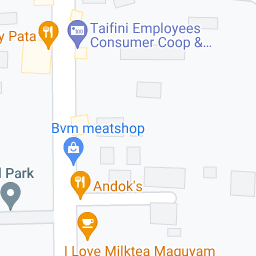 Taifini Employees
Consumer Coop &...
y Pata
Bvm meatshop
l Park
Andok's
I Love Milktea Maguyam